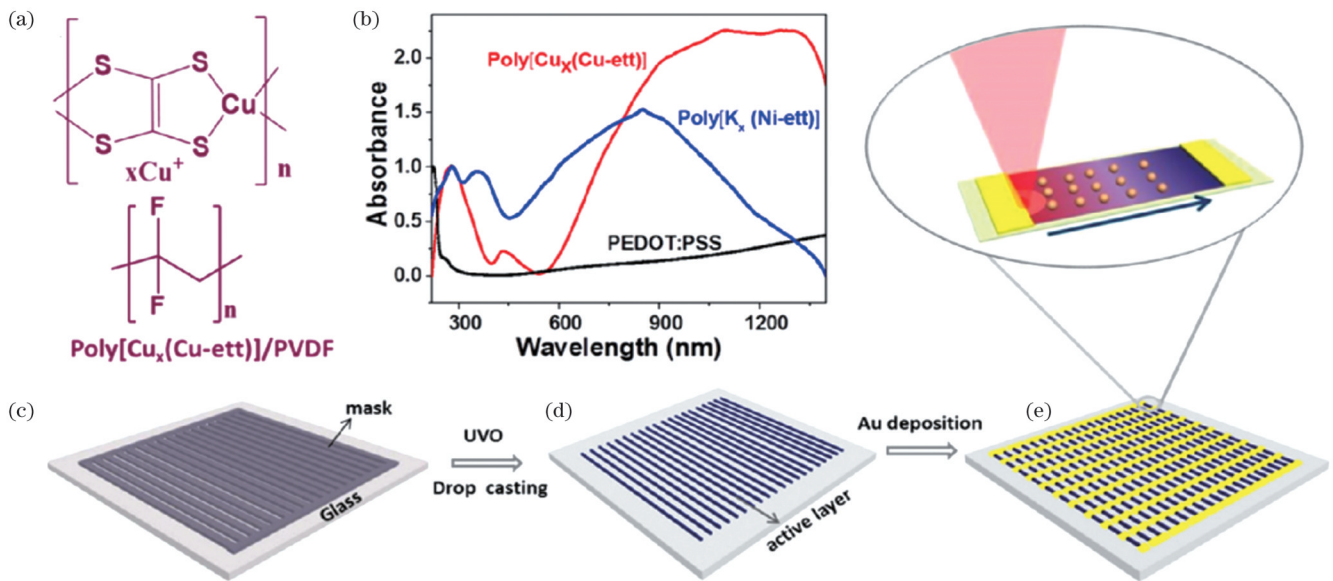 (a)
S
S
S
S
Cu
xCu⁺
n
F
F
n
Poly[Cuₓ(Cu-ett)]/PVDF
(b)
Absorbance
2.0
1.5
1.0
0.5
0.0
Poly[Cuₓ(Cu-ett)]
Poly[Kₓ (Ni-ett)]
PEDOT:PSS
300
600
900
1200
Wavelength (nm)
(c)
mask
Glass
UVO
Drop casting
(d)
active layer
Au deposition
(e)